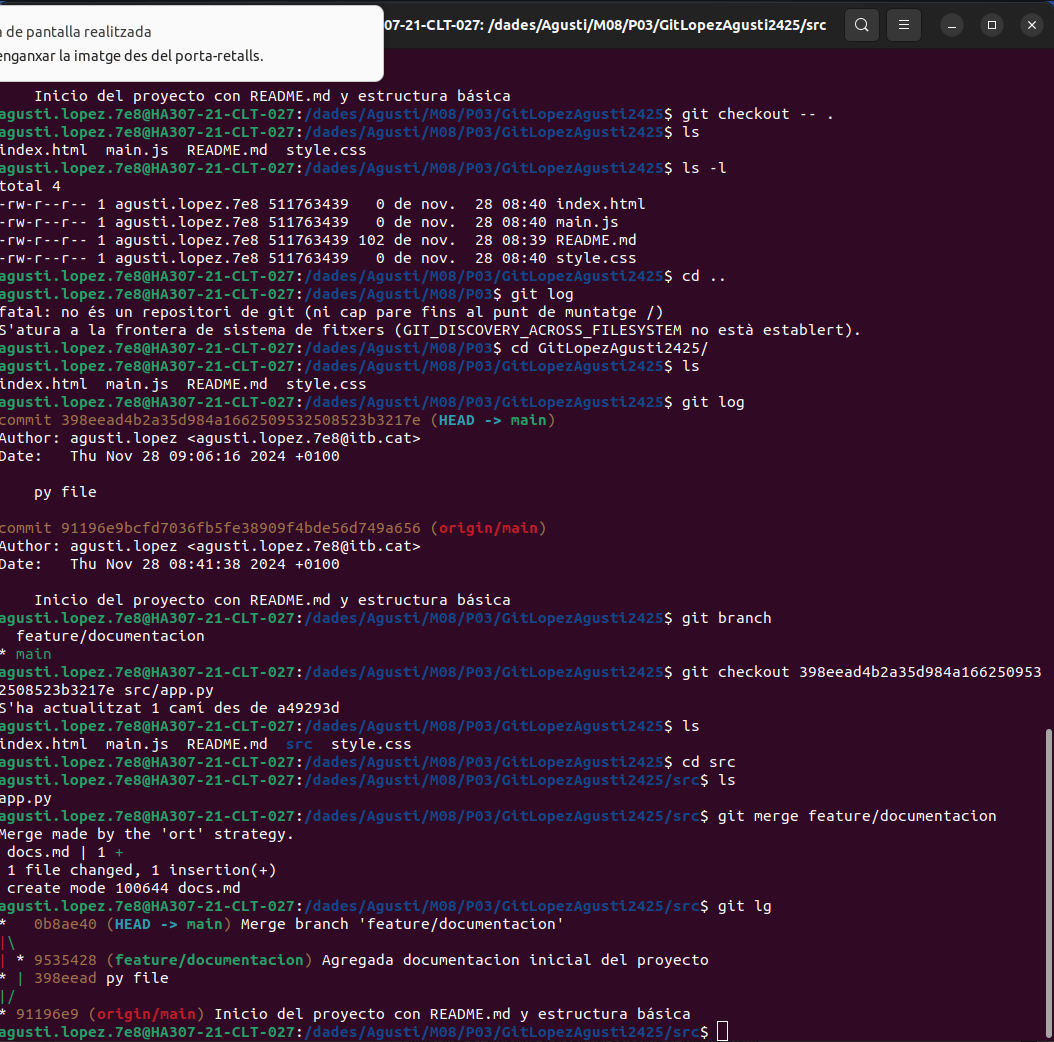 a de pantalla realitzada
enganxar la imatge des del porta-retalls.
07-21-CLT-027: /dades/Agusti/M08/P03/GitLopezAgusti2425/src
Inicio del proyecto con README.md y estructura básica
agusti.lopez.7e8@HA307-21-CLT-027:/dades/Agusti/M08/P03/GitLopezAgusti2425$ git checkout -- .
agusti.lopez.7e8@HA307-21-CLT-027:/dades/Agusti/M08/P03/GitLopezAgusti2425$ ls
index.html  main.js  README.md  style.css
agusti.lopez.7e8@HA307-21-CLT-027:/dades/Agusti/M08/P03/GitLopezAgusti2425$ ls -l
total 4
-rw-r--r-- 1 agusti.lopez.7e8 511763439   0 de nov.  28 08:40 index.html
-rw-r--r-- 1 agusti.lopez.7e8 511763439   0 de nov.  28 08:40 main.js
-rw-r--r-- 1 agusti.lopez.7e8 511763439 102 de nov.  28 08:39 README.md
-rw-r--r-- 1 agusti.lopez.7e8 511763439   0 de nov.  28 08:40 style.css
agusti.lopez.7e8@HA307-21-CLT-027:/dades/Agusti/M08/P03/GitLopezAgusti2425$ cd ..
agusti.lopez.7e8@HA307-21-CLT-027:/dades/Agusti/M08/P03$ git log
fatal: no és un repositori de git (ni cap pare fins al punt de muntatge /)
S'atura a la frontera de sistema de fitxers (GIT_DISCOVERY_ACROSS_FILESYSTEM no està establert).
agusti.lopez.7e8@HA307-21-CLT-027:/dades/Agusti/M08/P03$ cd GitLopezAgusti2425/
agusti.lopez.7e8@HA307-21-CLT-027:/dades/Agusti/M08/P03/GitLopezAgusti2425$ ls
index.html  main.js  README.md  style.css
agusti.lopez.7e8@HA307-21-CLT-027:/dades/Agusti/M08/P03/GitLopezAgusti2425$ git log
commit 398eead4b2a35d984a1662509532508523b3217e (HEAD -> main)
Author: agusti.lopez <agusti.lopez.7e8@itb.cat>
Date:   Thu Nov 28 09:06:16 2024 +0100
py file
commit 91196e9bcfd7036fb5fe38909f4bde56d749a656 (origin/main)
Author: agusti.lopez <agusti.lopez.7e8@itb.cat>
Date:   Thu Nov 28 08:41:38 2024 +0100
Inicio del proyecto con README.md y estructura básica
agusti.lopez.7e8@HA307-21-CLT-027:/dades/Agusti/M08/P03/GitLopezAgusti2425$ git branch
feature/documentacion
* main
agusti.lopez.7e8@HA307-21-CLT-027:/dades/Agusti/M08/P03/GitLopezAgusti2425$ git checkout 398eead4b2a35d984a166250953
2508523b3217e src/app.py
S'ha actualitzat 1 camí des de a49293d
agusti.lopez.7e8@HA307-21-CLT-027:/dades/Agusti/M08/P03/GitLopezAgusti2425$ ls
index.html  main.js  README.md  src  style.css
agusti.lopez.7e8@HA307-21-CLT-027:/dades/Agusti/M08/P03/GitLopezAgusti2425$ cd src
agusti.lopez.7e8@HA307-21-CLT-027:/dades/Agusti/M08/P03/GitLopezAgusti2425/src$ ls
app.py
agusti.lopez.7e8@HA307-21-CLT-027:/dades/Agusti/M08/P03/GitLopezAgusti2425/src$ git merge feature/documentacion
Merge made by the 'ort' strategy.
docs.md | 1 +
1 file changed, 1 insertion(+)
create mode 100644 docs.md
agusti.lopez.7e8@HA307-21-CLT-027:/dades/Agusti/M08/P03/GitLopezAgusti2425/src$ git lg
*   0b8ae40 (HEAD -> main) Merge branch 'feature/documentacion'
|\
| * 9535428 (feature/documentacion) Agregada documentacion inicial del proyecto
* | 398eead py file
|/
* 91196e9 (origin/main) Inicio del proyecto con README.md y estructura básica
agusti.lopez.7e8@HA307-21-CLT-027:/dades/Agusti/M08/P03/GitLopezAgusti2425/src$